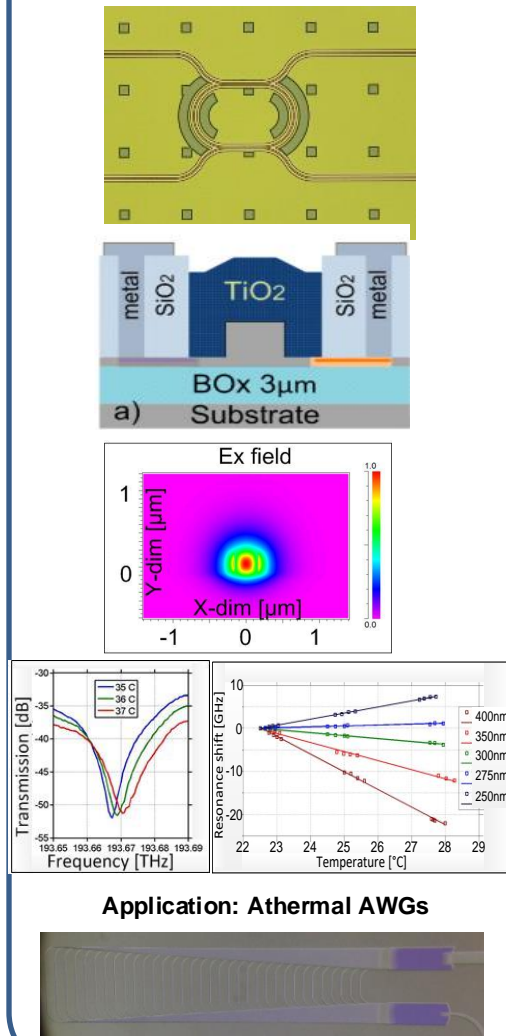 metal
SiO2
TiO2
SiO2
metal
BOx 3µm
a)
Substrate
Ex field
1.0
0.0
1
0
Y-dim [µm]
X-dim [µm]
-1 0 1
-30
-35
-40
-45
-50
-55
Transmission [dB]
35 C
36 C
37 C
193.65 193.66 193.67 193.68 193.69
Frequency [THz]
10
0
-10
-20
Resonance shift [GHz]
400nm
350nm
300nm
275nm
250nm
22 23 24 25 26 27 28 29
Temperature [°C]
Application: Athermal AWGs